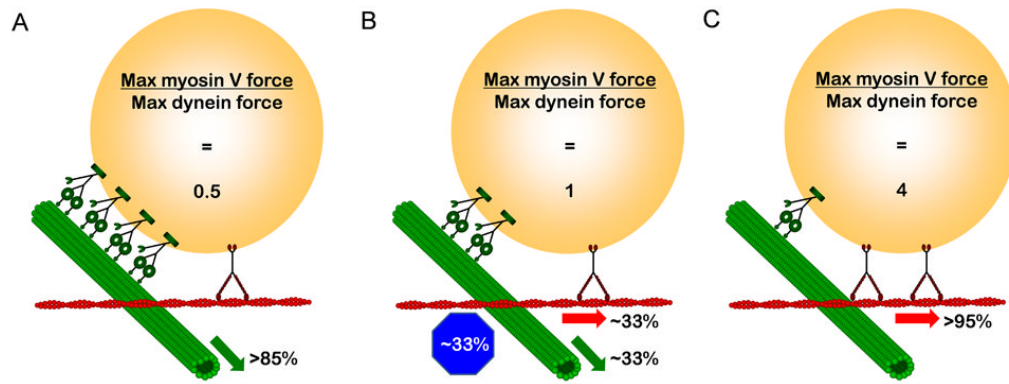 A
Max myosin V force
Max dynein force
=
0.5
>85%
B
Max myosin V force
Max dynein force
=
1
~33%
~33%
~33%
C
Max myosin V force
Max dynein force
=
4
>95%